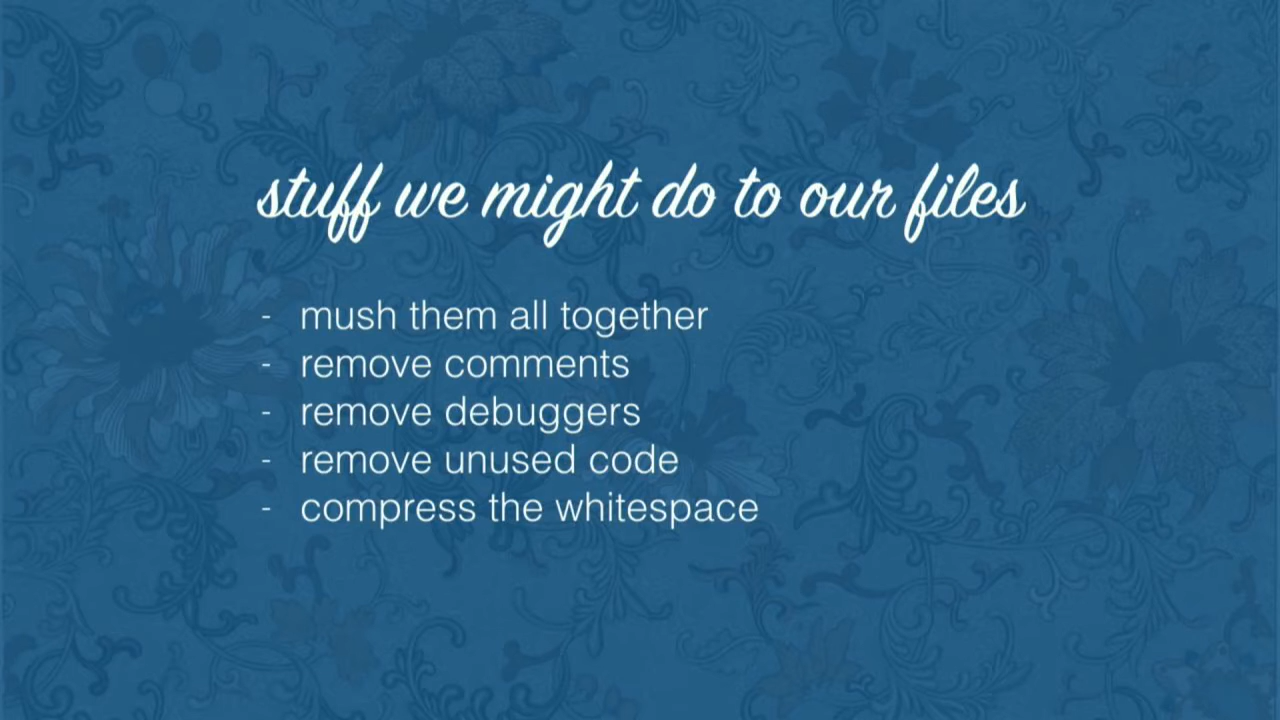 stuff we might do to our files
- mush them all together
- remove comments
- remove debuggers
- remove unused code
- compress the whitespace